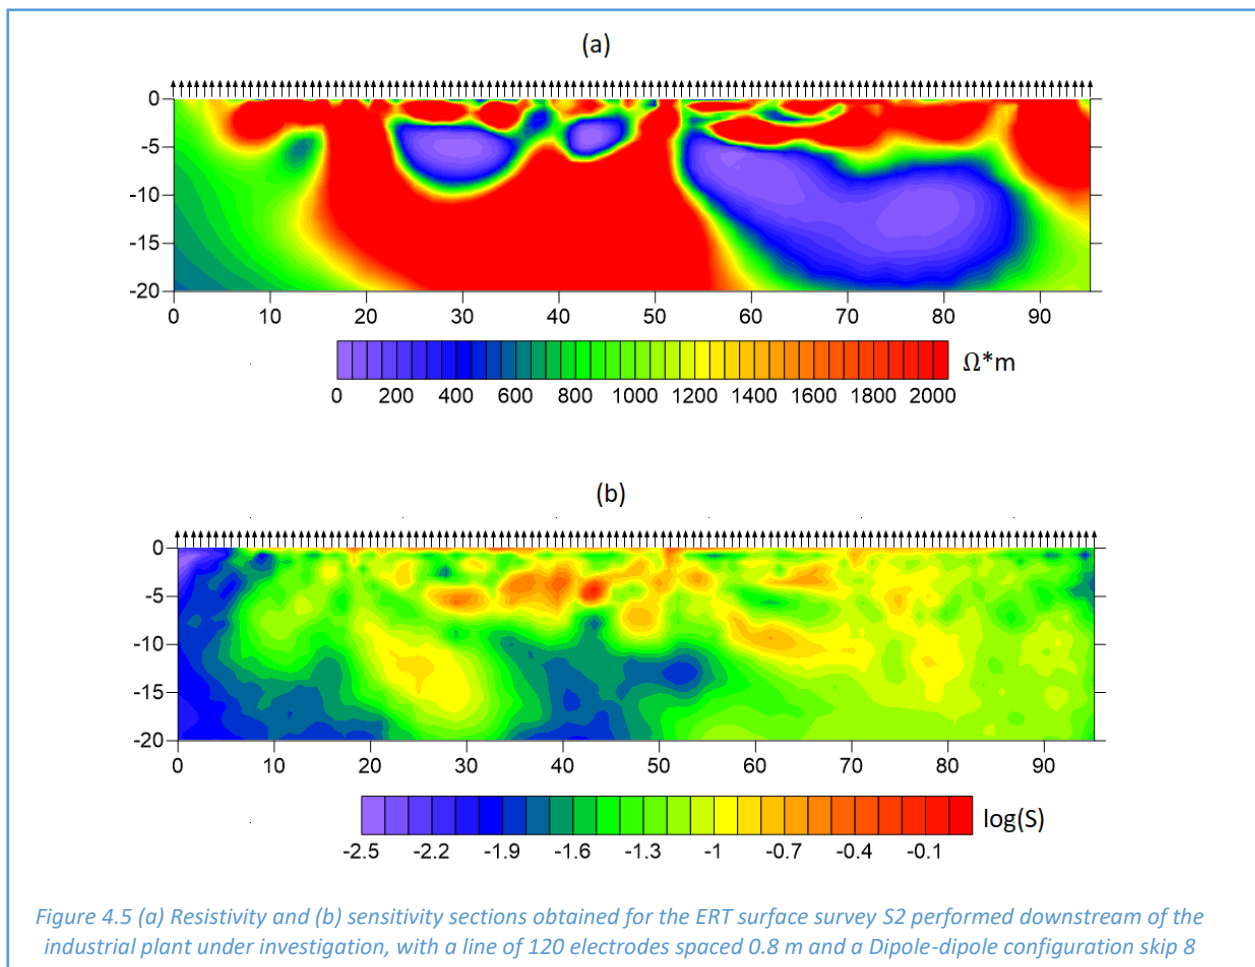 (a)
0
-5
-10
-15
-20
0 10 20 30 40 50 60 70 80 90
Ω*m
0 200 400 600 800 1000 1200 1400 1600 1800 2000
(b)
0
-5
-10
-15
-20
0 10 20 30 40 50 60 70 80 90
log(S)
-2.5 -2.2 -1.9 -1.6 -1.3 -1 -0.7 -0.4 -0.1
Figure 4.5 (a) Resistivity and (b) sensitivity sections obtained for the ERT surface survey S2 performed downstream of the
industrial plant under investigation, with a line of 120 electrodes spaced 0.8 m and a Dipole-dipole configuration skip 8